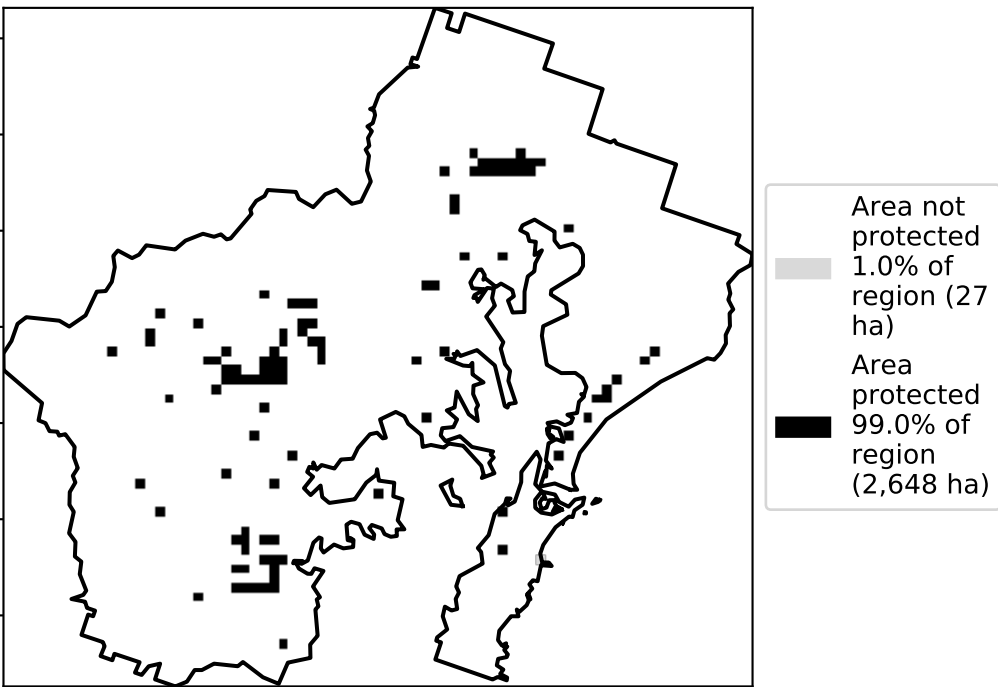 Area not
protected
1.0% of
region (27
ha)
Area
protected
99.0% of
region
(2,648 ha)